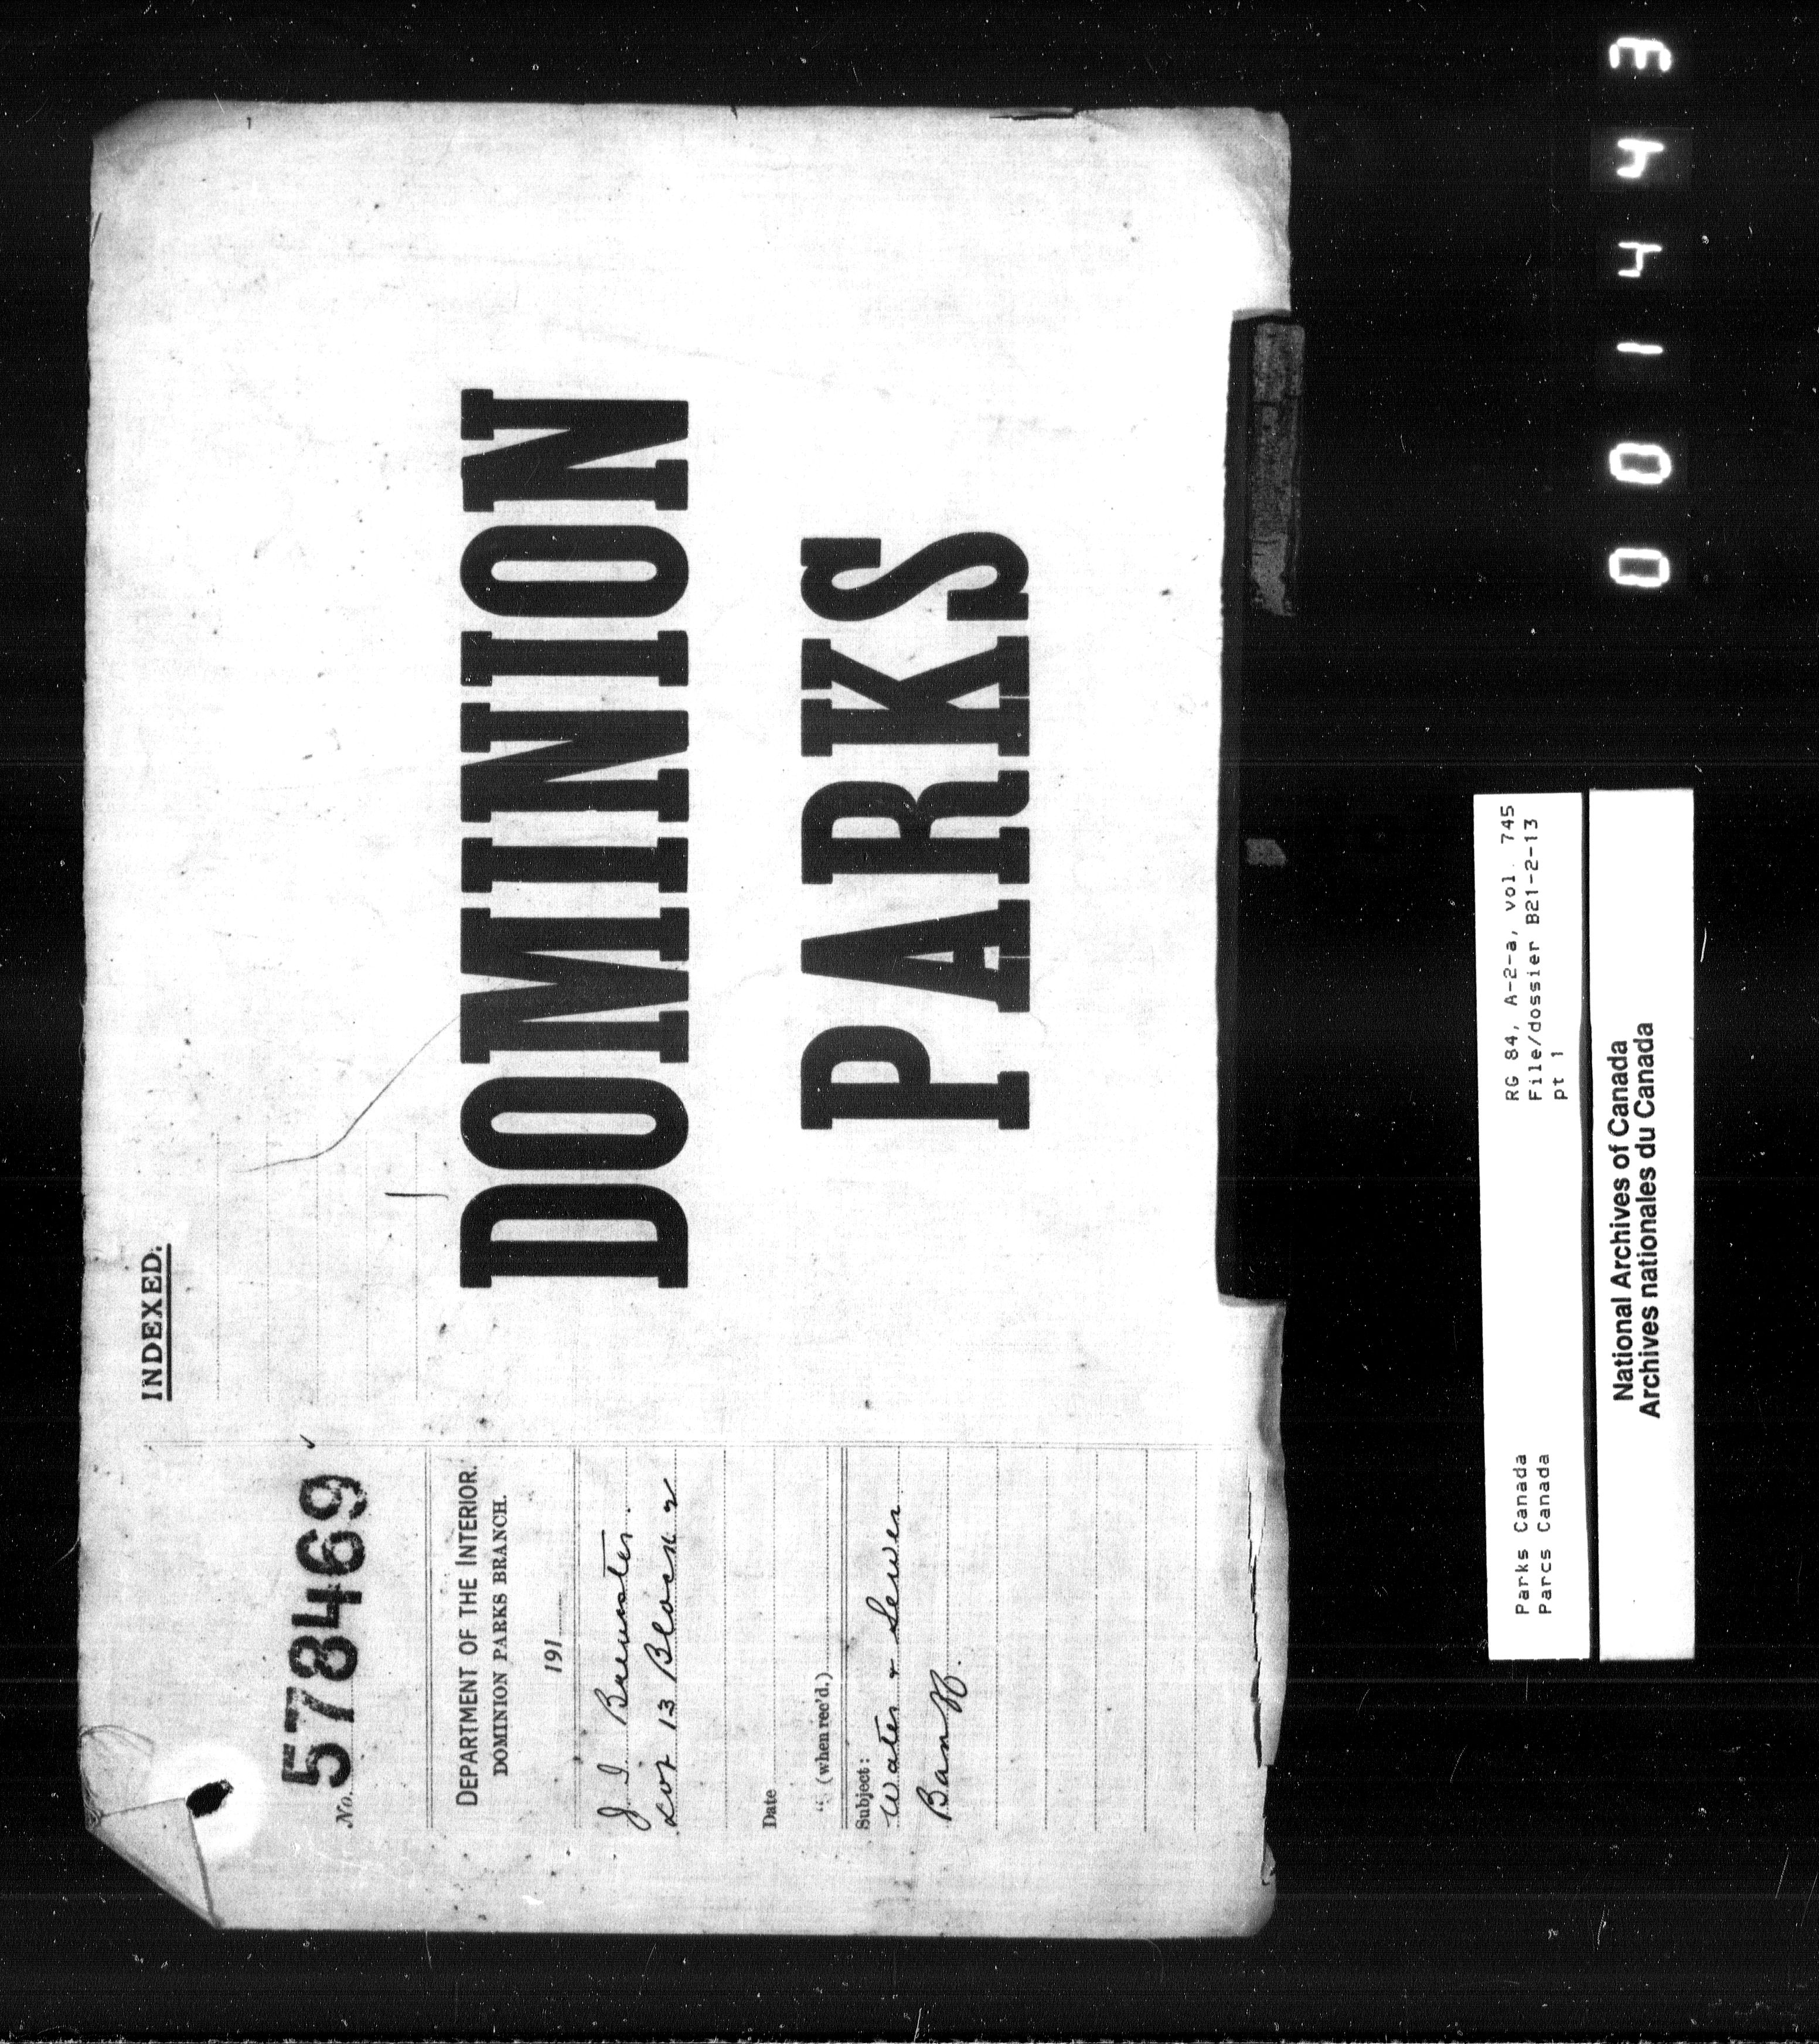 INDEXED.
No. 578469
DEPARTMENT OF THE INTERIOR.
DOMINION PARKS BRANCH.
191
J. I. Brewster.
Lot 13 Block 2
Date
" (when rec'd.)
Subject:
Water & Sewer
Banff.
DOMINION
PARKS
Parks Canada
Parcs Canada
RG 84, A-2-a, vol. 745
File/dossier B21-2-13
pt 1
National Archives of Canada
Archives nationales du Canada
001443